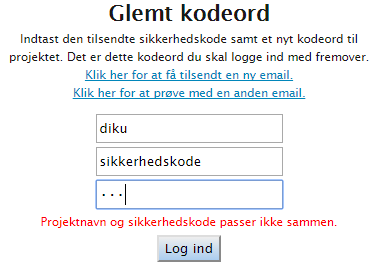 Glemt kodeord
Indtast den tilsendte sikkerhedskode samt et nyt kodeord til
projektet. Det er dette kodeord du skal logge ind med fremover.
Klik her for at få tilsendt en ny email.
Klik her for at prøve med en anden email.
diku
sikkerhedskode
...
Projektnavn og sikkerhedskode passer ikke sammen.
Log ind